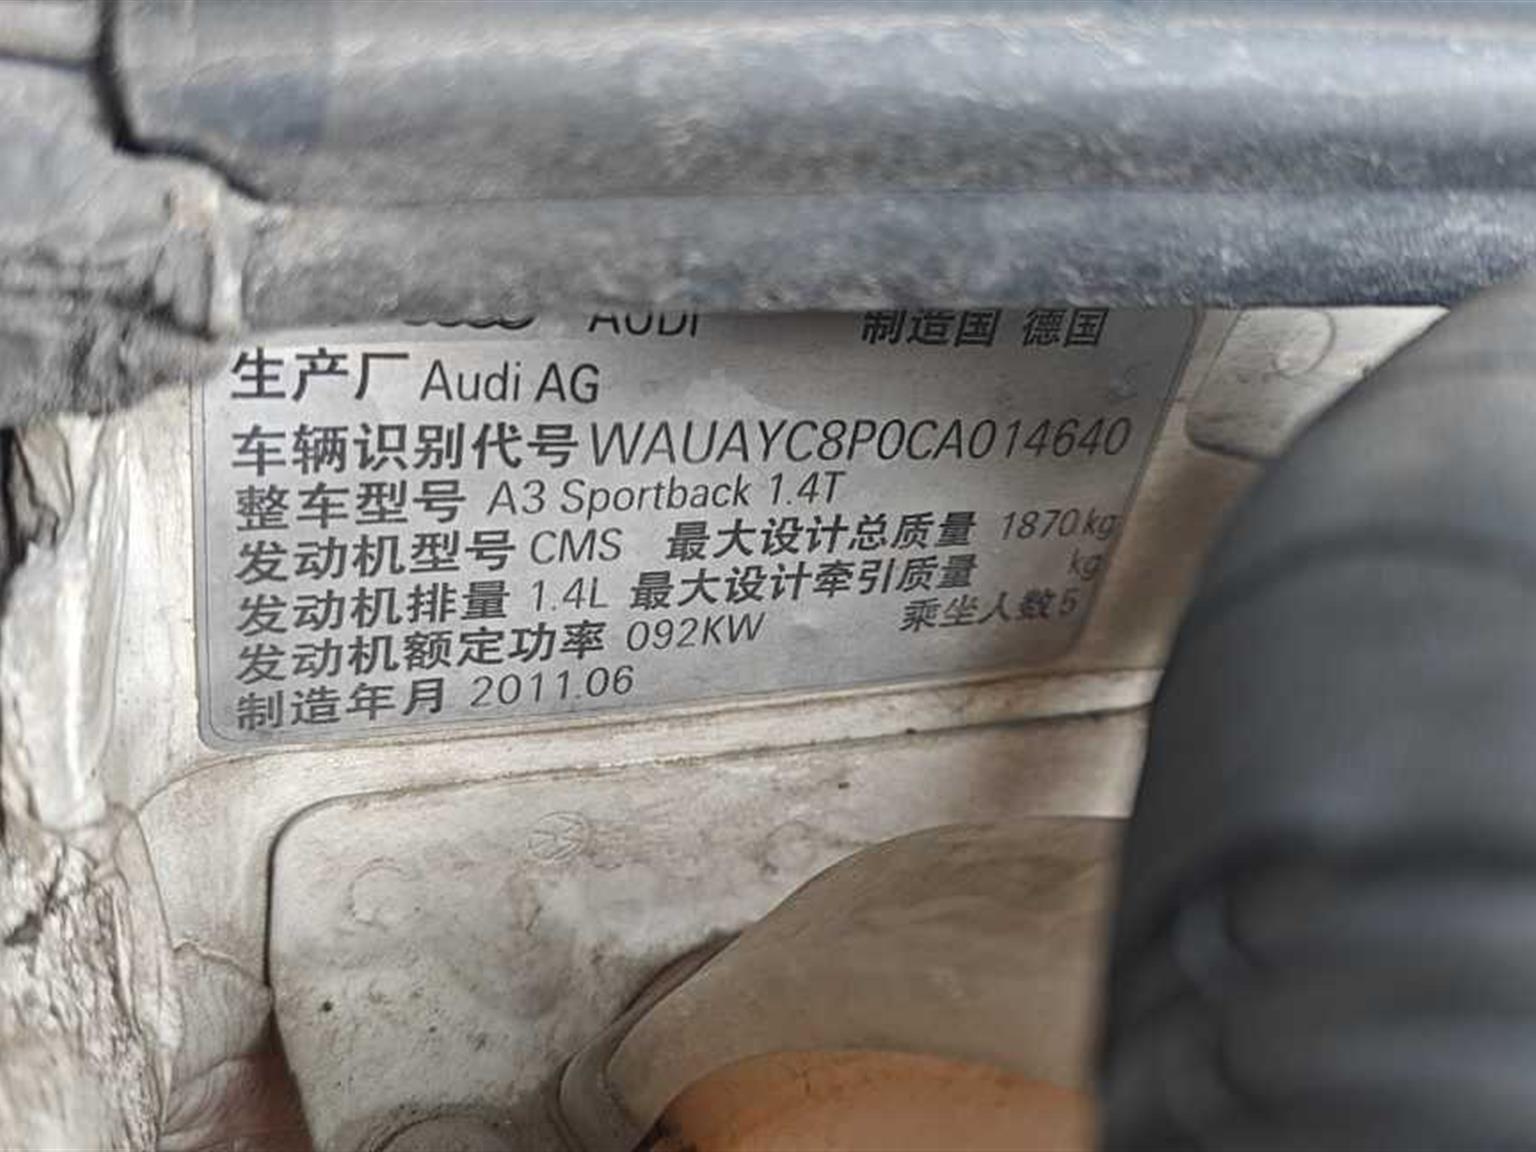 AUDI 制造国 德国
生产厂 Audi AG
车辆识别代号 WAUAYC8P0CA014640
整车型号 A3 Sportback 1.4T
发动机型号 CMS 最大设计总质量 1870kg
发动机排量 1.4L 最大设计牵引质量 kg
发动机额定功率 092KW 乘坐人数5
制造年月 2011.06